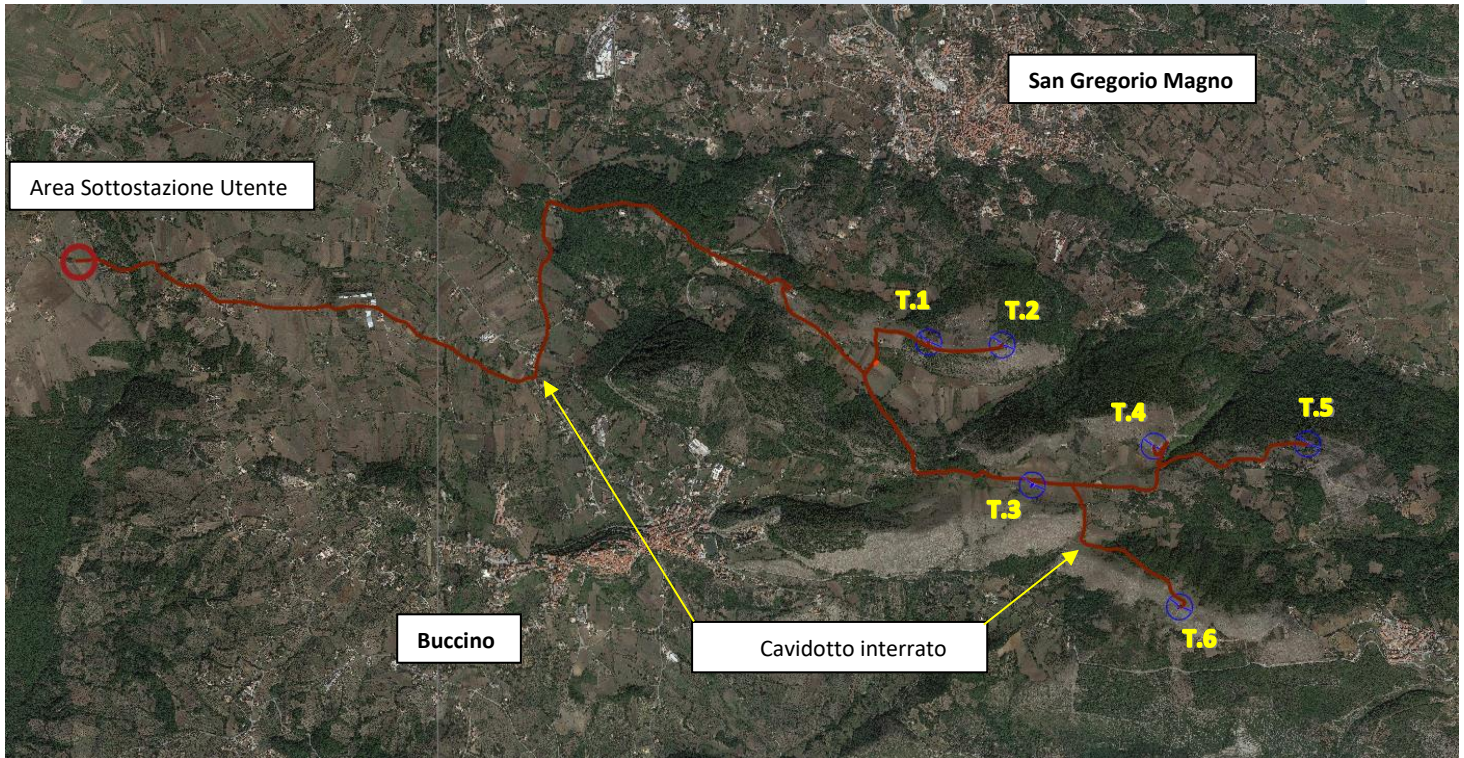 San Gregorio Magno
Area Sottostazione Utente
T.1
T.2
T.4
T.5
T.3
T.6
Buccino
Cavidotto interrato